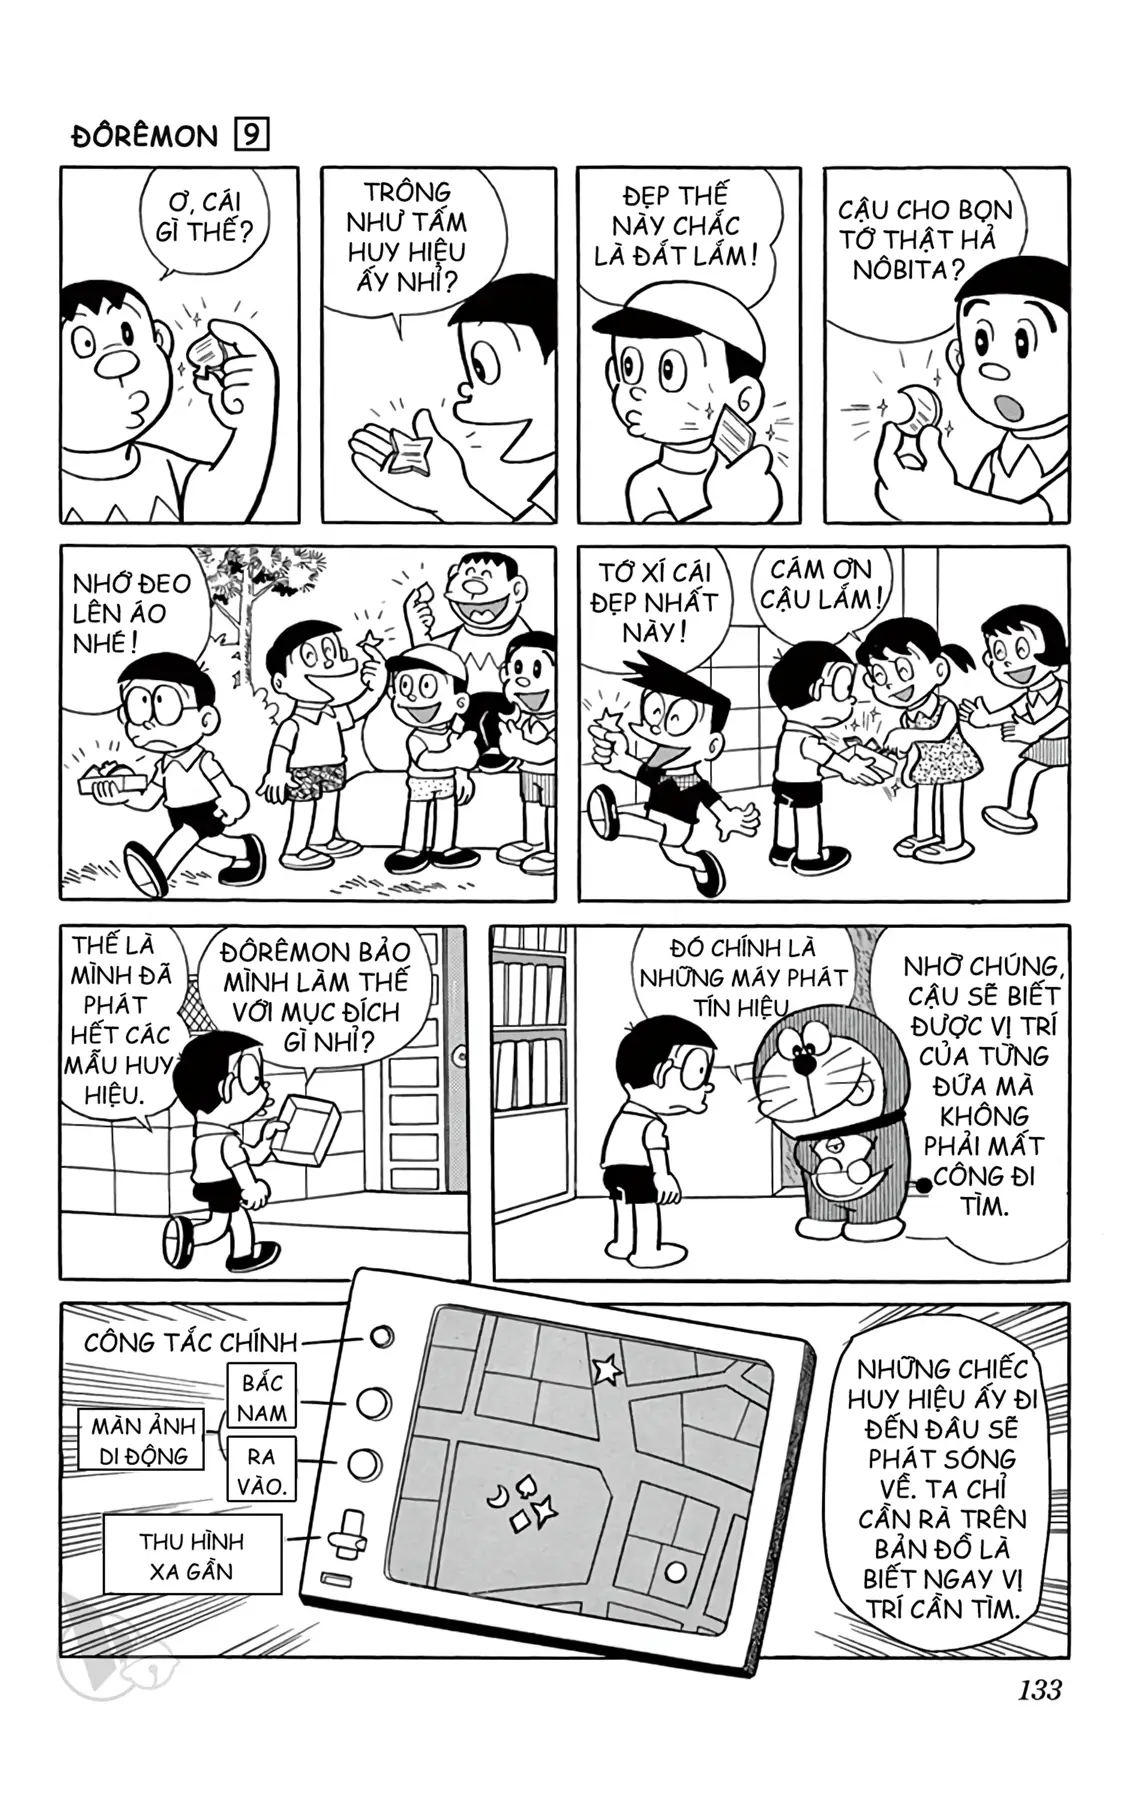 ĐÔRÊMON 9
Ơ, CÁI
GÌ THẾ?
TRÔNG
NHƯ TẤM
HUY HIỆU
ẤY NHỈ?
ĐẸP THẾ
NÀY CHẮC
LÀ ĐẮT LẮM!
CẬU CHO BỌN
TỚ THẬT HẢ
NÔBITA?
NHỚ ĐEO
LÊN ÁO
NHÉ!
TỚ XÍ CÁI
ĐẸP NHẤT
NÀY!
CÁM ƠN
CẬU LẮM!
THẾ LÀ
MÌNH ĐÃ
PHÁT
HẾT CÁC
MẪU HUY
HIỆU.
ĐÔRÊMON BẢO
MÌNH LÀM THẾ
VỚI MỤC ĐÍCH
GÌ NHỈ?
ĐÓ CHÍNH LÀ
NHỮNG MÁY PHÁT
TÍN HIỆU
NHỜ CHÚNG,
CẬU SẼ BIẾT
ĐƯỢC VỊ TRÍ
CỦA TỪNG
ĐỨA MÀ
KHÔNG
PHẢI MẤT
CÔNG ĐI
TÌM.
CÔNG TẮC CHÍNH
MÀN ẢNH
DI ĐỘNG
BẮC
NAM
RA
VÀO.
THU HÌNH
XA GẦN
NHỮNG CHIẾC
HUY HIỆU ẤY ĐI
ĐẾN ĐÂU SẼ
PHÁT SÓNG
VỀ. TA CHỈ
CẦN RÀ TRÊN
BẢN ĐỒ LÀ
BIẾT NGAY VỊ
TRÍ CẦN TÌM.
133